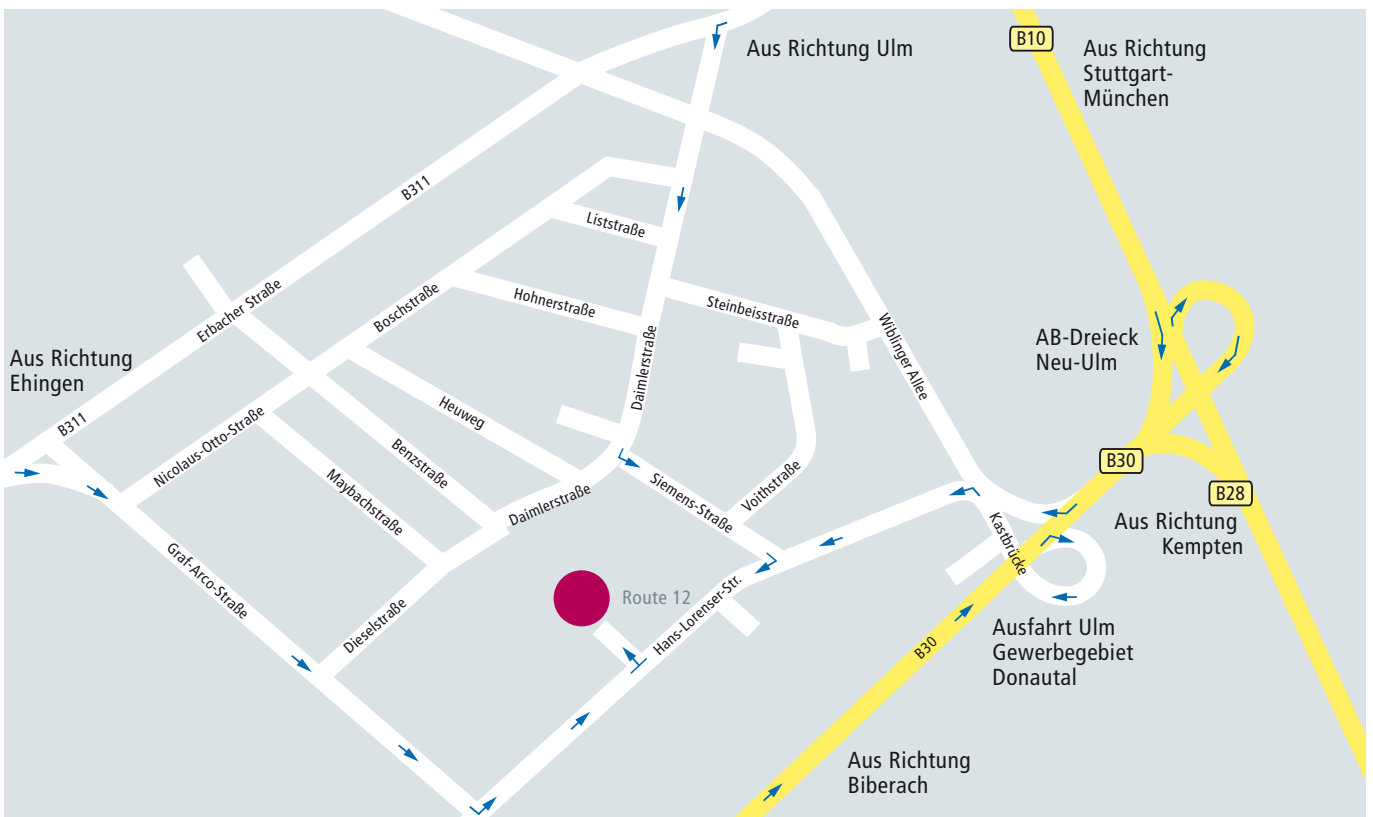 Aus Richtung Ulm
B10
Aus Richtung
Stuttgart-
München
B311
Liststraße
Erbacher Straße
Boschstraße
Hohnerstraße
Steinbeisstraße
Wiblinger Allee
AB-Dreieck
Neu-Ulm
Aus Richtung
Ehingen
Daimlerstraße
B311
Nicolaus-Otto-Straße
Heuweg
Benzstraße
Maybachstraße
Daimlerstraße
Siemens-Straße
Voithstraße
B30
B28
Aus Richtung
Kempten
Kastbrücke
Graf-Arco-Straße
Dieselstraße
Route 12
Hans-Lorenser-Str.
B30
Ausfahrt Ulm
Gewerbegebiet
Donautal
Aus Richtung
Biberach